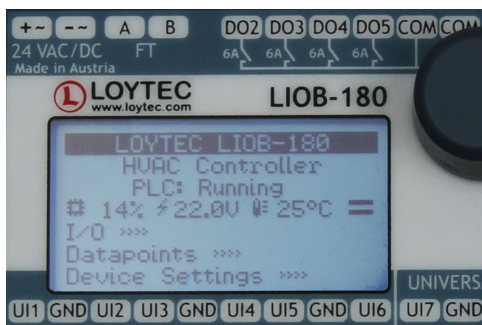 +~ -~ A B DO2 DO3 DO4 DO5 COM COM
24 VAC/DC FT 6A 6A 6A 6A
Made in Austria
L LOYTEC
www.loytec.com
LIOB-180
LOYTEC LIOB-180
HVAC Controller
PLC: Running
14% 22.0V 25°C
I/O »»
Datapoints »»
Device Settings »»
UNIVERS
UI1 GND UI2 UI3 GND UI4 UI5 GND UI6 UI7 GND